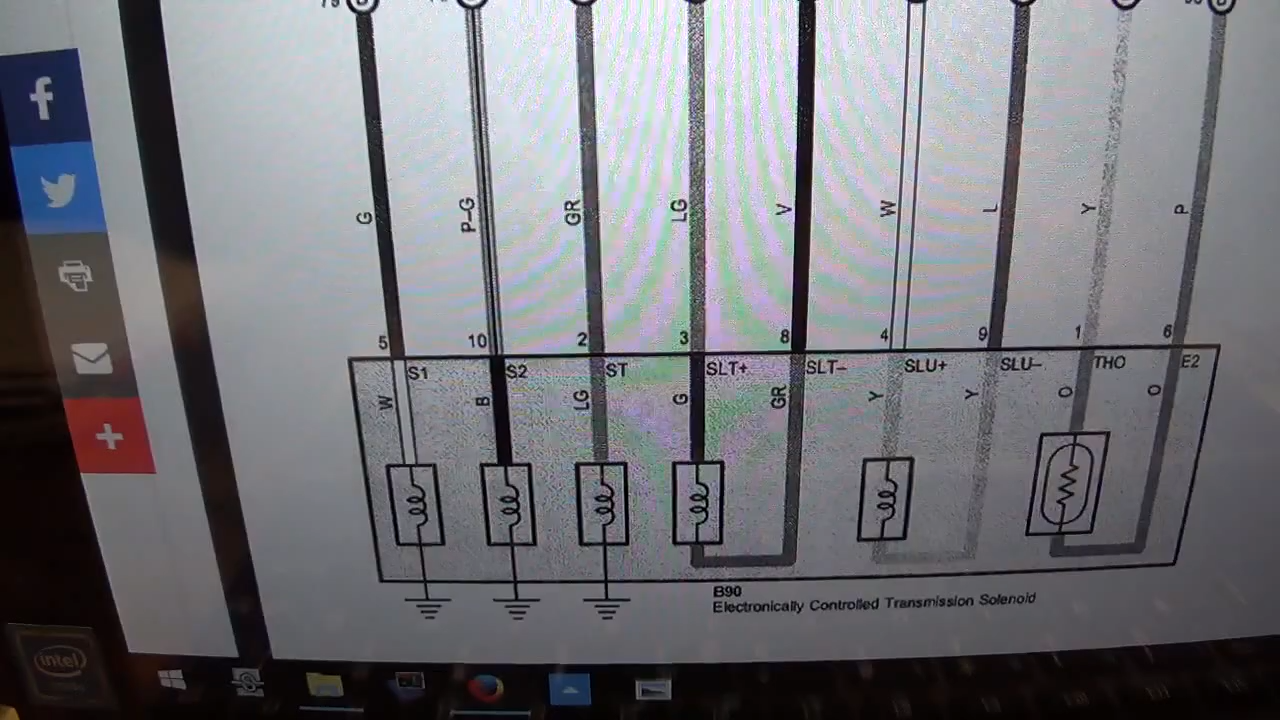 G P-G GR LG V W L Y P
5 10 2 3 8 4 9 1 6
S1 S2 ST SLT+ SLT- SLU+ SLU- THO E2
W B LG G GR Y Y O O
B90
Electronically Controlled Transmission Solenoid
intel